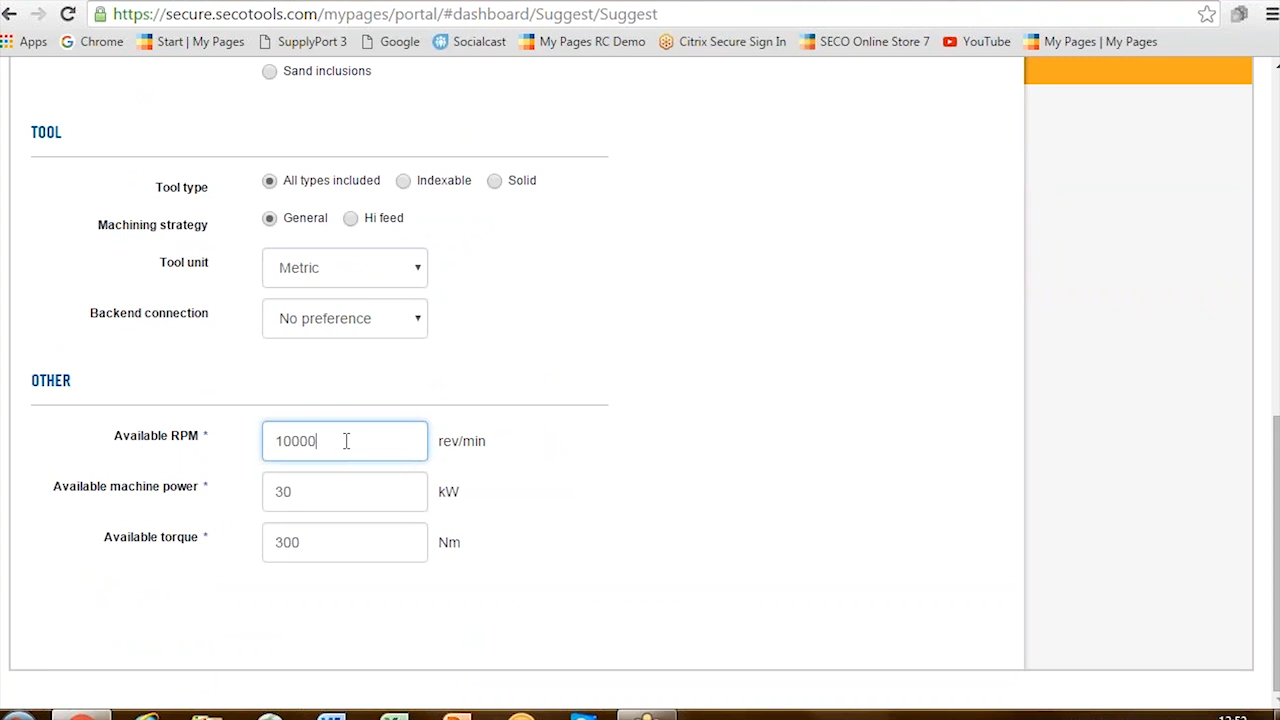 https://secure.secotools.com/mypages/portal/#dashboard/Suggest/Suggest
Apps Chrome Start | My Pages SupplyPart 3 Google Socialcast My Pages RC Demo Citrix Secure Sign In SECO Online Store 7 YouTube My Pages | My Pages
Sand inclusions
TOOL
Tool type All types included Indexable Solid
Machining strategy General Hi feed
Tool unit Metric
Backend connection No preference
OTHER
Available RPM * 10000 rev/min
Available machine power * 30 kW
Available torque * 300 Nm